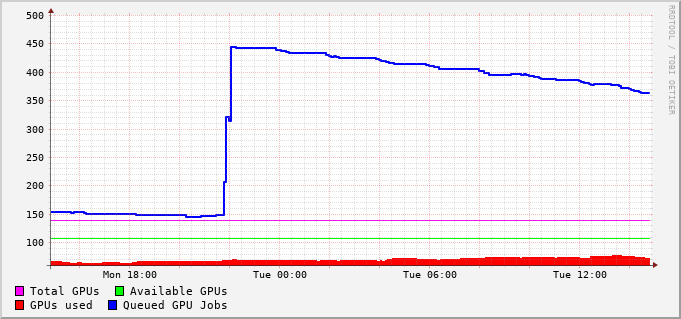 500
450
400
350
300
250
200
150
100
Mon 18:00 Tue 00:00 Tue 06:00 Tue 12:00
Total GPUs Available GPUs
GPUs used Queued GPU Jobs
RRDTOOL / TOBI OETIKER